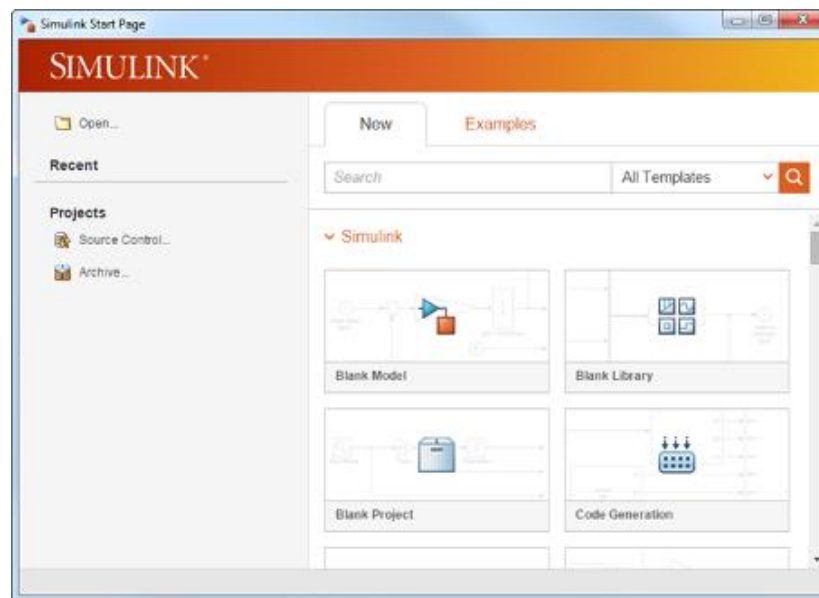 Simulink Start Page
SIMULINK®
Open...
Recent
Projects
Source Control...
Archive...
New
Examples
Search
All Templates
Simulink
Blank Model
Blank Library
Blank Project
Code Generation